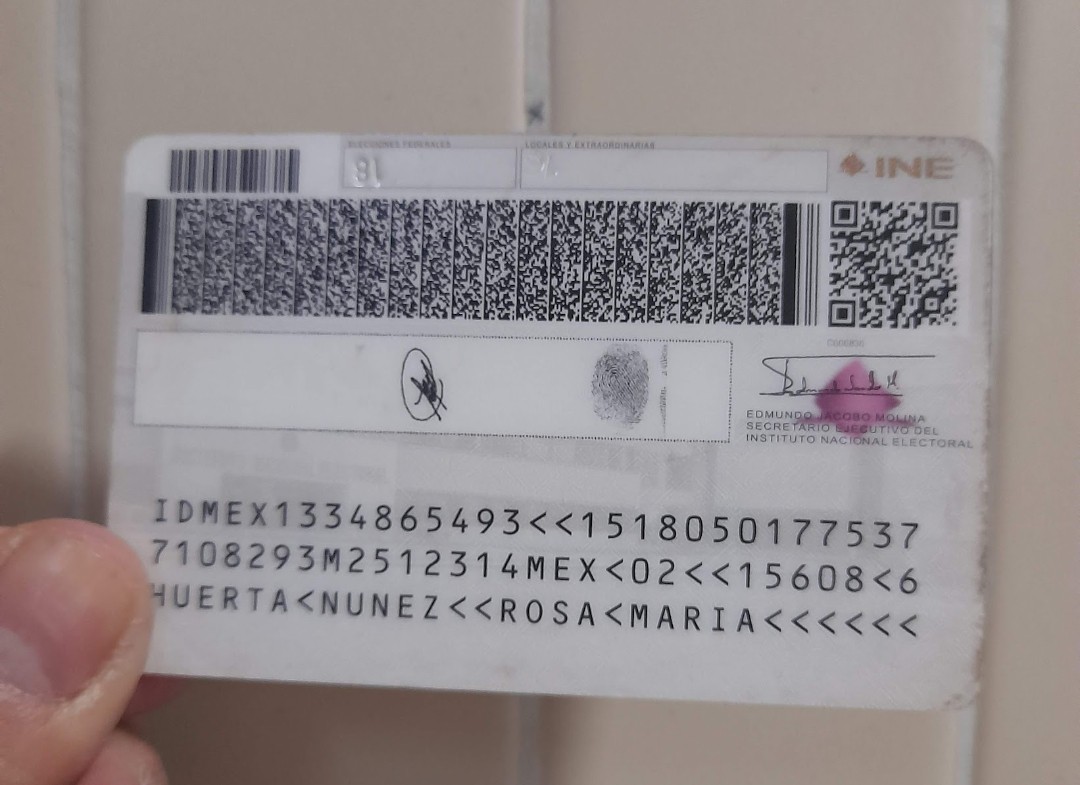 ELECCIONES FEDERALES
LOCALES Y EXTRAORDINARIAS
INE
81
EDMUNDO JACOBO MOLINA
SECRETARIO EJECUTIVO DEL
INSTITUTO NACIONAL ELECTORAL
IDMEX1334865493<<1518050177537
7108293M2512314MEX<02<<15608<6
HUERTA<NUNEZ<<ROSA<MARIA<<<<<<